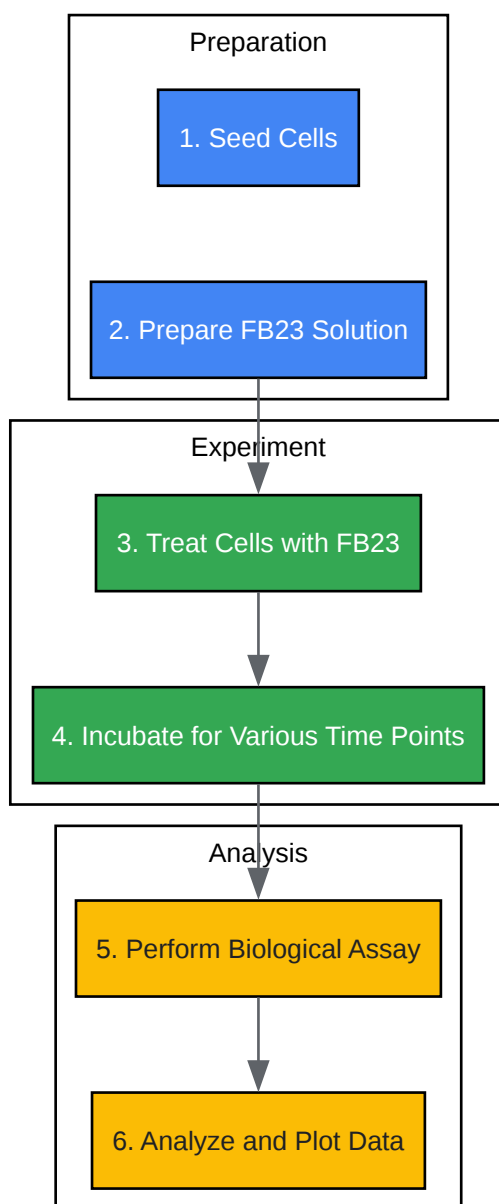 Preparation
1. Seed Cells
2. Prepare FB23 Solution
Experiment
3. Treat Cells with FB23
4. Incubate for Various Time Points
Analysis
5. Perform Biological Assay
6. Analyze and Plot Data